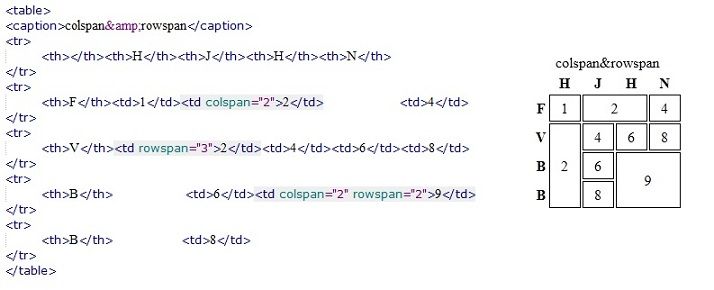 <table>
<caption>colspan&amp;rowspan</caption>
<tr>
<th></th><th>H</th><th>J</th><th>H</th><th>N</th>
</tr>
<tr>
<th>F</th><td>1</td><td colspan="2">2</td> <td>4</td>
</tr>
<tr>
<th>V</th><td rowspan="3">2</td><td>4</td><td>6</td><td>8</td>
</tr>
<tr>
<th>B</th> <td>6</td><td colspan="2" rowspan="2">9</td>
</tr>
<tr>
<th>B</th> <td>8</td>
</tr>
</table>
colspan&rowspan
H J H N
F 1 2 4
V 4 6 8
B 2 6 9
B 8